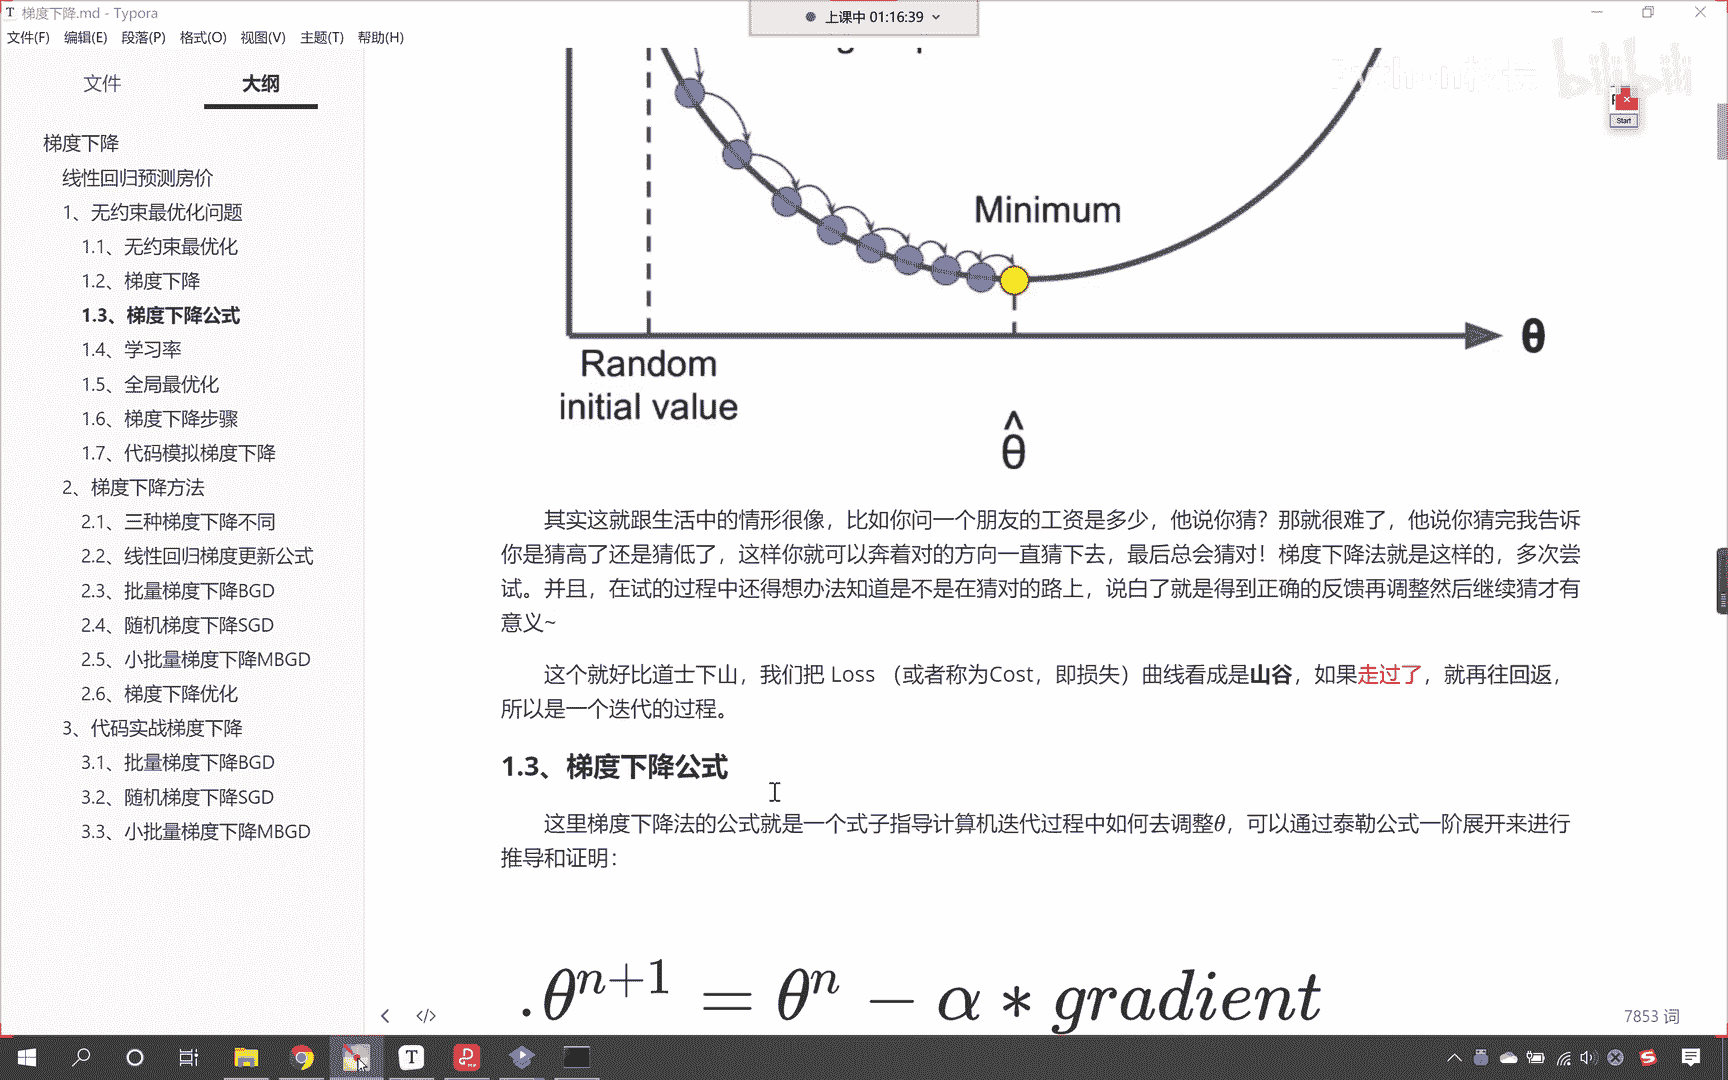 梯度下降.md - Typora
上课中 01:16:39
文件(F) 编辑(E) 段落(P) 格式(O) 视图(V) 主题(T) 帮助(H)
文件 大纲
bilibili
Start
梯度下降
线性回归预测房价
1、无约束最优化问题
1.1、无约束最优化
1.2、梯度下降
1.3、梯度下降公式
1.4、学习率
1.5、全局最优化
1.6、梯度下降步骤
1.7、代码模拟梯度下降
2、梯度下降方法
2.1、三种梯度下降不同
2.2、线性回归梯度更新公式
2.3、批量梯度下降BGD
2.4、随机梯度下降SGD
2.5、小批量梯度下降MBGD
2.6、梯度下降优化
3、代码实战梯度下降
3.1、批量梯度下降BGD
3.2、随机梯度下降SGD
3.3、小批量梯度下降MBGD
Minimum
θ
Random
initial value
θ̂
其实这就跟生活中的情形很像，比如你问一个朋友的工资是多少，他说你猜？那就很难了，他说你猜完我告诉
你是猜高了还是猜低了，这样你就可以奔着对的方向一直猜下去，最后总会猜对！梯度下降法就是这样的，多次尝
试。并且，在试的过程中还得想办法知道是不是在猜对的路上，说白了就是得到正确的反馈再调整然后继续猜才有
意义~
这个就好比道士下山，我们把 Loss （或者称为Cost，即损失）曲线看成是山谷，如果走过了，就再往回返，
所以是一个迭代的过程。
1.3、梯度下降公式
这里梯度下降法的公式就是一个式子指导计算机迭代过程中如何去调整θ，可以通过泰勒公式一阶展开来进行
推导和证明：
.θ^{n+1} = θ^n − α * gradient
7853 词